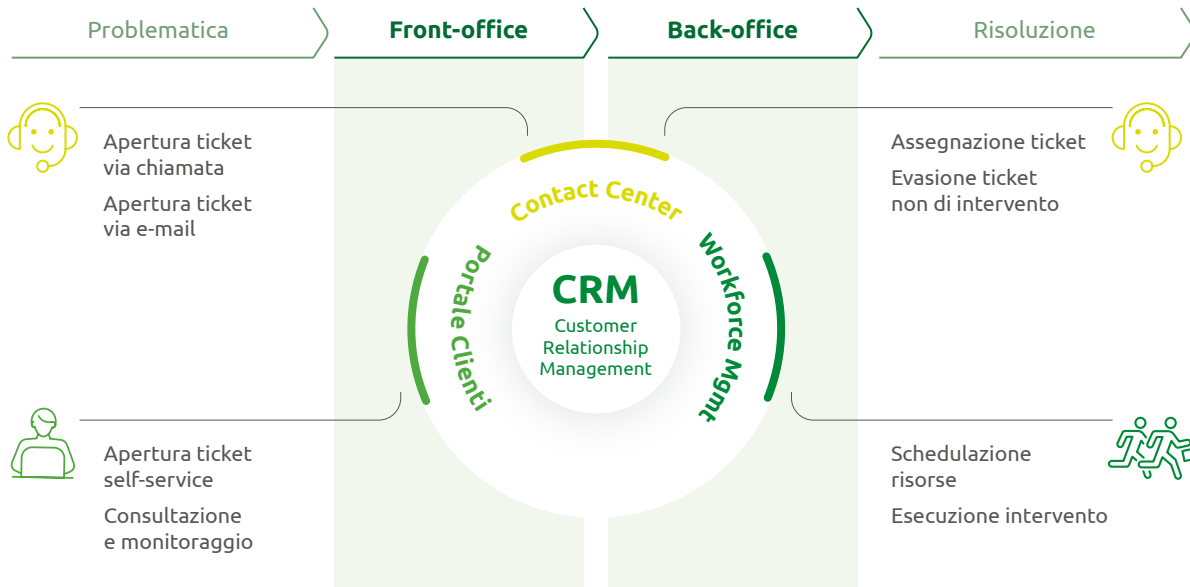 Problematica
Front-office
Back-office
Risoluzione
Apertura ticket
via chiamata
Apertura ticket
via e-mail
Assegnazione ticket
Evasione ticket
non di intervento
Contact Center
Portale Clienti
Workforce Mgmt
CRM
Customer
Relationship
Management
Apertura ticket
self-service
Consultazione
e monitoraggio
Schedulazione
risorse
Esecuzione intervento